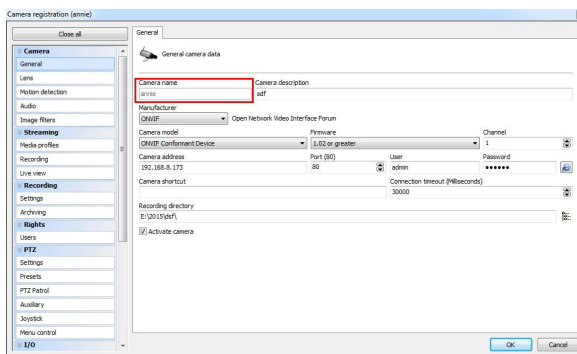 Camera registration (annie)
Close all
Camera
General
Lens
Motion detection
Audio
Image filters
Streaming
Media profiles
Recording
Live view
Recording
Settings
Archiving
Rights
Users
PTZ
Settings
Presets
PTZ Patrol
Auxiliary
Joystick
Menu control
I/O
General
General camera data
Camera name Camera description
annie sdf
Manufacturer
ONVIF Open Network Video Interface Forum
Camera model Firmware Channel
ONVIF Conformant Device 1.02 or greater 1
Camera address Port (80) User Password
192.168.8.173 80 admin ••••••
Camera shortcut Connection timeout (Milliseconds)
30000
Recording directory
E:\2015\dsf\
Activate camera
OK Cancel